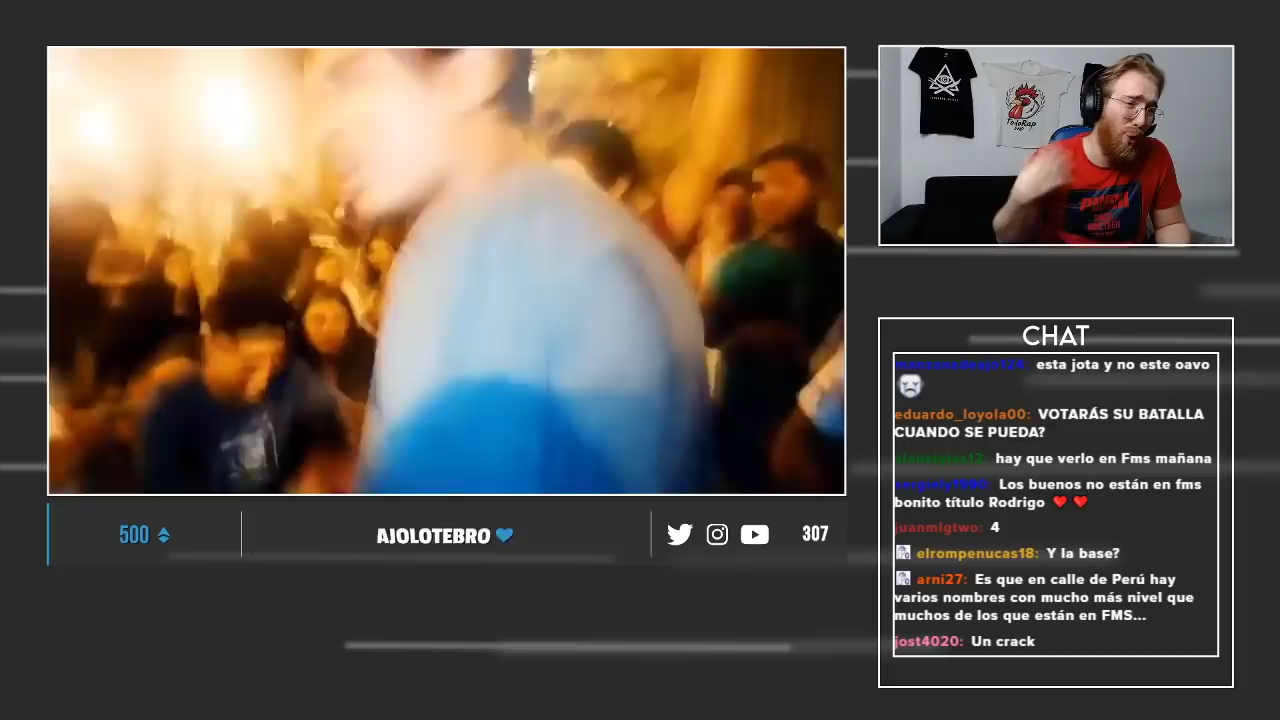 TodoRap
CHAT
esta jota y no este oavo
eduardo_loyola00: VOTARÁS SU BATALLA
CUANDO SE PUEDA?
hay que verlo en Fms mañana
Los buenos no están en fms
bonito título Rodrigo ❤️ ❤️
juanmlgtwo: 4
elrompenucas18: Y la base?
arni27: Es que en calle de Perú hay
varios nombres con mucho más nivel que
muchos de los que están en FMS...
jost4020: Un crack
500
AJOLOTEBRO 💙
307